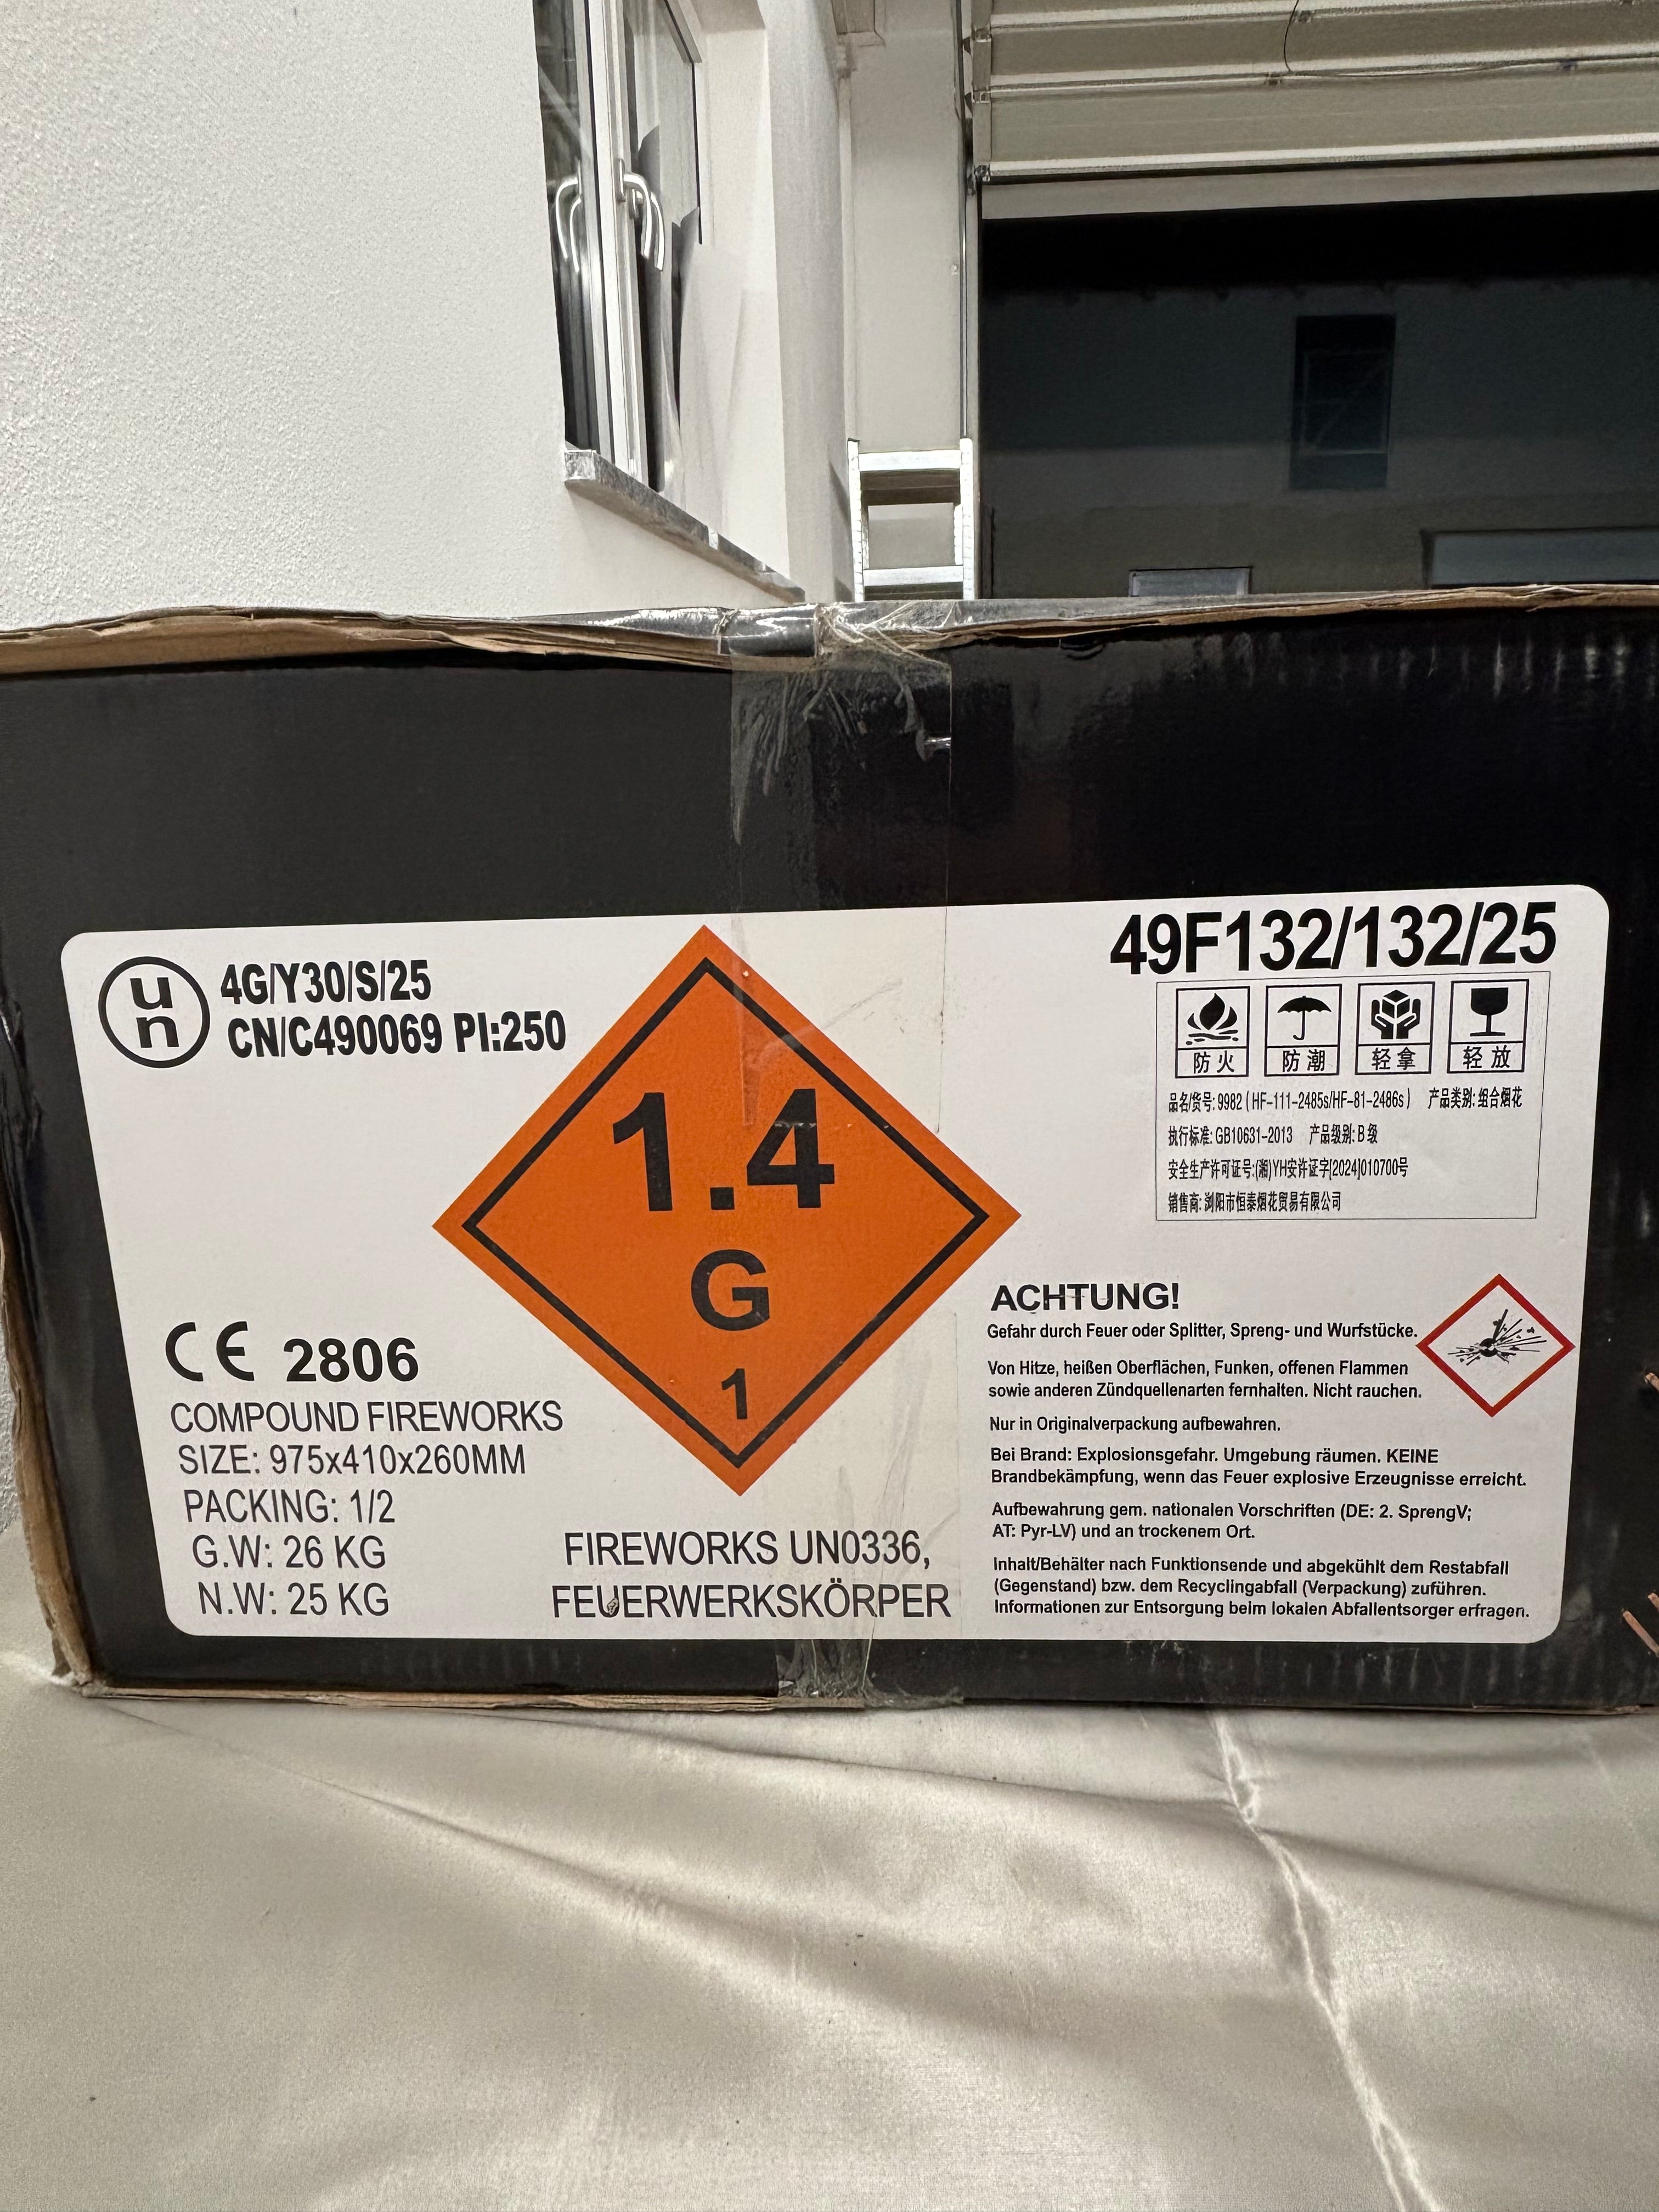 un
4G/Y30/S/25
CN/C490069 PI:250
1.4
G
1
49F132/132/25
防火
防潮
轻拿
轻放
品名/货号: 9982 ( HF-111-2485s/HF-81-2486s ) 产品类别: 组合烟花
执行标准: GB10631-2013 产品级别: B 级
安全生产许可证号:(湘)YH安许证字[2024]010700号
销售商: 浏阳市恒泰烟花贸易有限公司
CE 2806
COMPOUND FIREWORKS
SIZE: 975x410x260MM
PACKING: 1/2
G.W: 26 KG
N.W: 25 KG
FIREWORKS UN0336,
FEUERWERKSKÖRPER
ACHTUNG!
Gefahr durch Feuer oder Splitter, Spreng- und Wurfstücke.
Von Hitze, heißen Oberflächen, Funken, offenen Flammen
sowie anderen Zündquellenarten fernhalten. Nicht rauchen.
Nur in Originalverpackung aufbewahren.
Bei Brand: Explosionsgefahr. Umgebung räumen. KEINE
Brandbekämpfung, wenn das Feuer explosive Erzeugnisse erreicht.
Aufbewahrung gem. nationalen Vorschriften (DE: 2. SprengV;
AT: Pyr-LV) und an trockenem Ort.
Inhalt/Behälter nach Funktionsende und abgekühlt dem Restabfall
(Gegenstand) bzw. dem Recyclingabfall (Verpackung) zuführen.
Informationen zur Entsorgung beim lokalen Abfallentsorger erfragen.